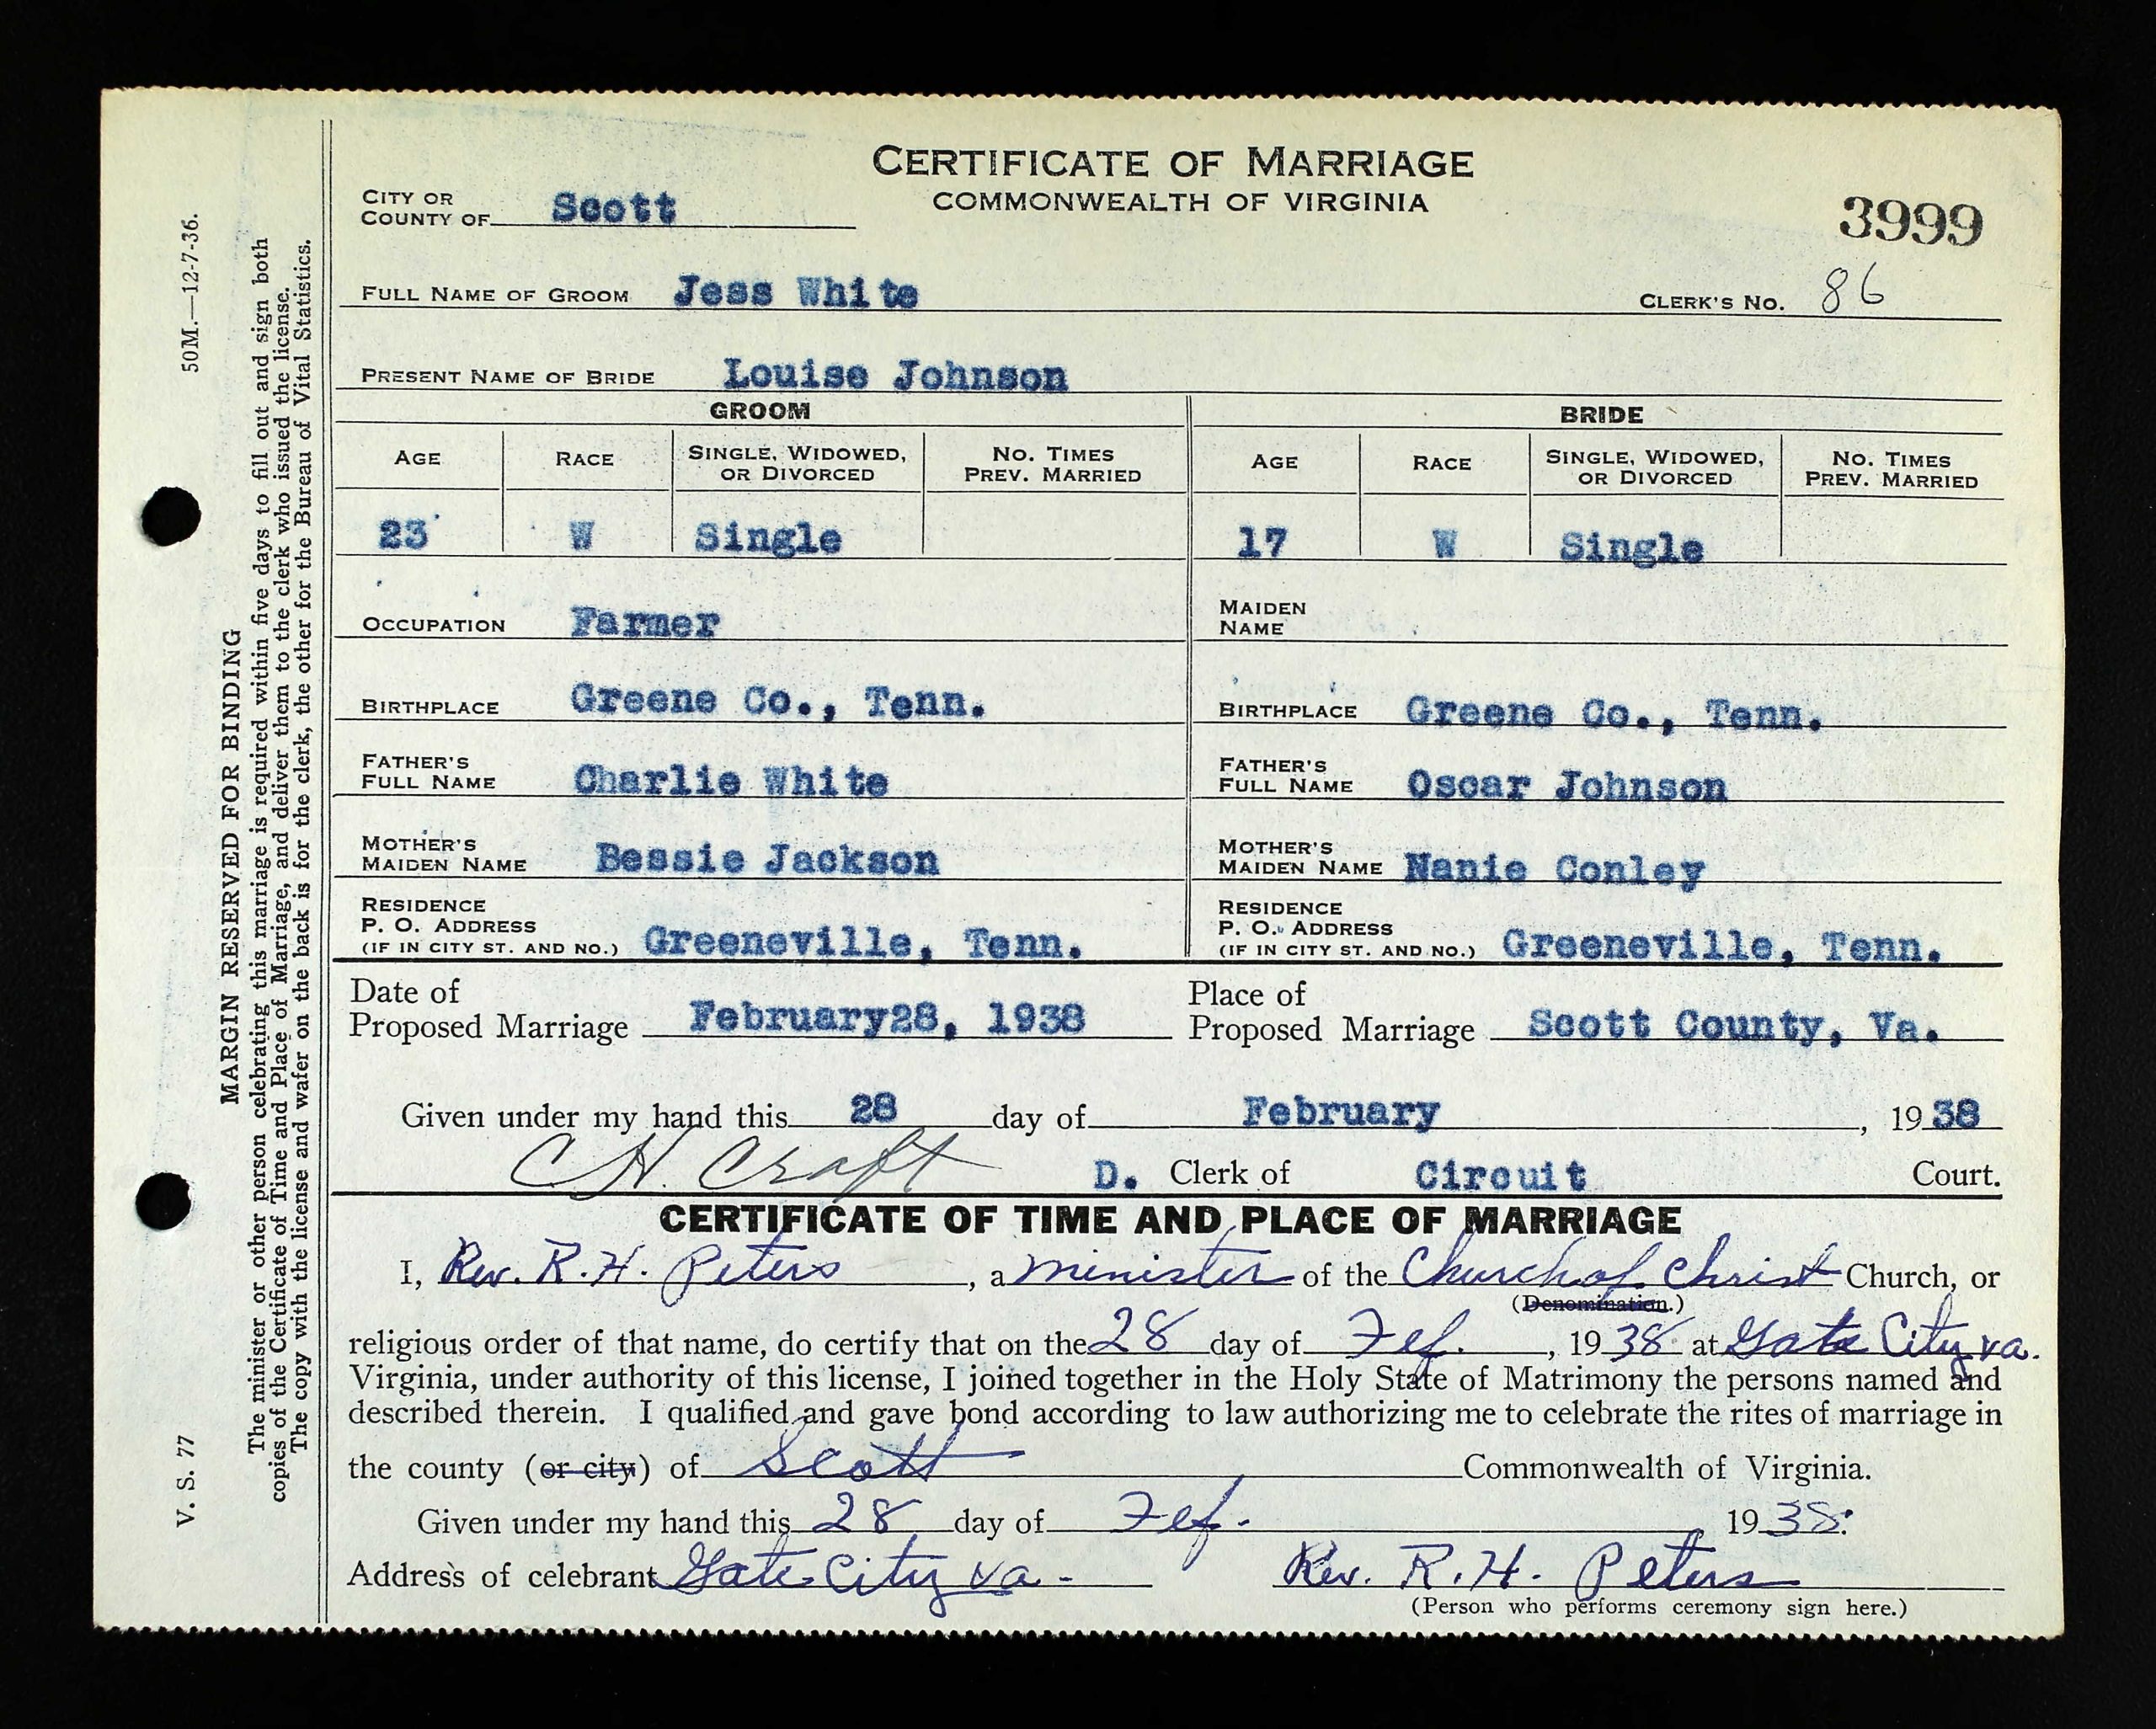 CERTIFICATE OF MARRIAGE
COMMONWEALTH OF VIRGINIA
CITY OR
COUNTY OF Scott
3999
FULL NAME OF GROOM Jess White CLERK'S NO. 86
PRESENT NAME OF BRIDE Louise Johnson
GROOM BRIDE
AGE RACE SINGLE, WIDOWED, OR DIVORCED NO. TIMES PREV. MARRIED AGE RACE SINGLE, WIDOWED, OR DIVORCED NO. TIMES PREV. MARRIED
23 W Single 17 W Single
OCCUPATION Farmer MAIDEN NAME
BIRTHPLACE Greene Co., Tenn. BIRTHPLACE Greene Co., Tenn.
FATHER'S FULL NAME Charlie White FATHER'S FULL NAME Oscar Johnson
MOTHER'S MAIDEN NAME Bessie Jackson MOTHER'S MAIDEN NAME Nanie Conley
RESIDENCE P. O. ADDRESS (IF IN CITY ST. AND NO.) Greeneville, Tenn. RESIDENCE P. O. ADDRESS (IF IN CITY ST. AND NO.) Greeneville, Tenn.
Date of Proposed Marriage February28, 1938 Place of Proposed Marriage Scott County, Va.
Given under my hand this 28 day of February, 1938
C H. Craft D. Clerk of Circuit Court.
CERTIFICATE OF TIME AND PLACE OF MARRIAGE
I, Rev. R. H. Peters, a minister of the Church of Christ Church, or
(Denomination.)
religious order of that name, do certify that on the 28 day of Fef., 1938 at Gate City va.
Virginia, under authority of this license, I joined together in the Holy State of Matrimony the persons named and
described therein. I qualified and gave bond according to law authorizing me to celebrate the rites of marriage in
the county (or city) of Scott Commonwealth of Virginia.
Given under my hand this 28 day of Fef. 1938.
Address of celebrant Gate City va - Rev. R. H. Peters
(Person who performs ceremony sign here.)
V. S. 77 50M.—12-7-36.
MARGIN RESERVED FOR BINDING
The minister or other person celebrating this marriage is required within five days to fill out and sign both
copies of the Certificate of Time and Place of Marriage, and deliver them to the clerk who issued the license.
The copy with the license and wafer on the back is for the clerk, the other for the Bureau of Vital Statistics.